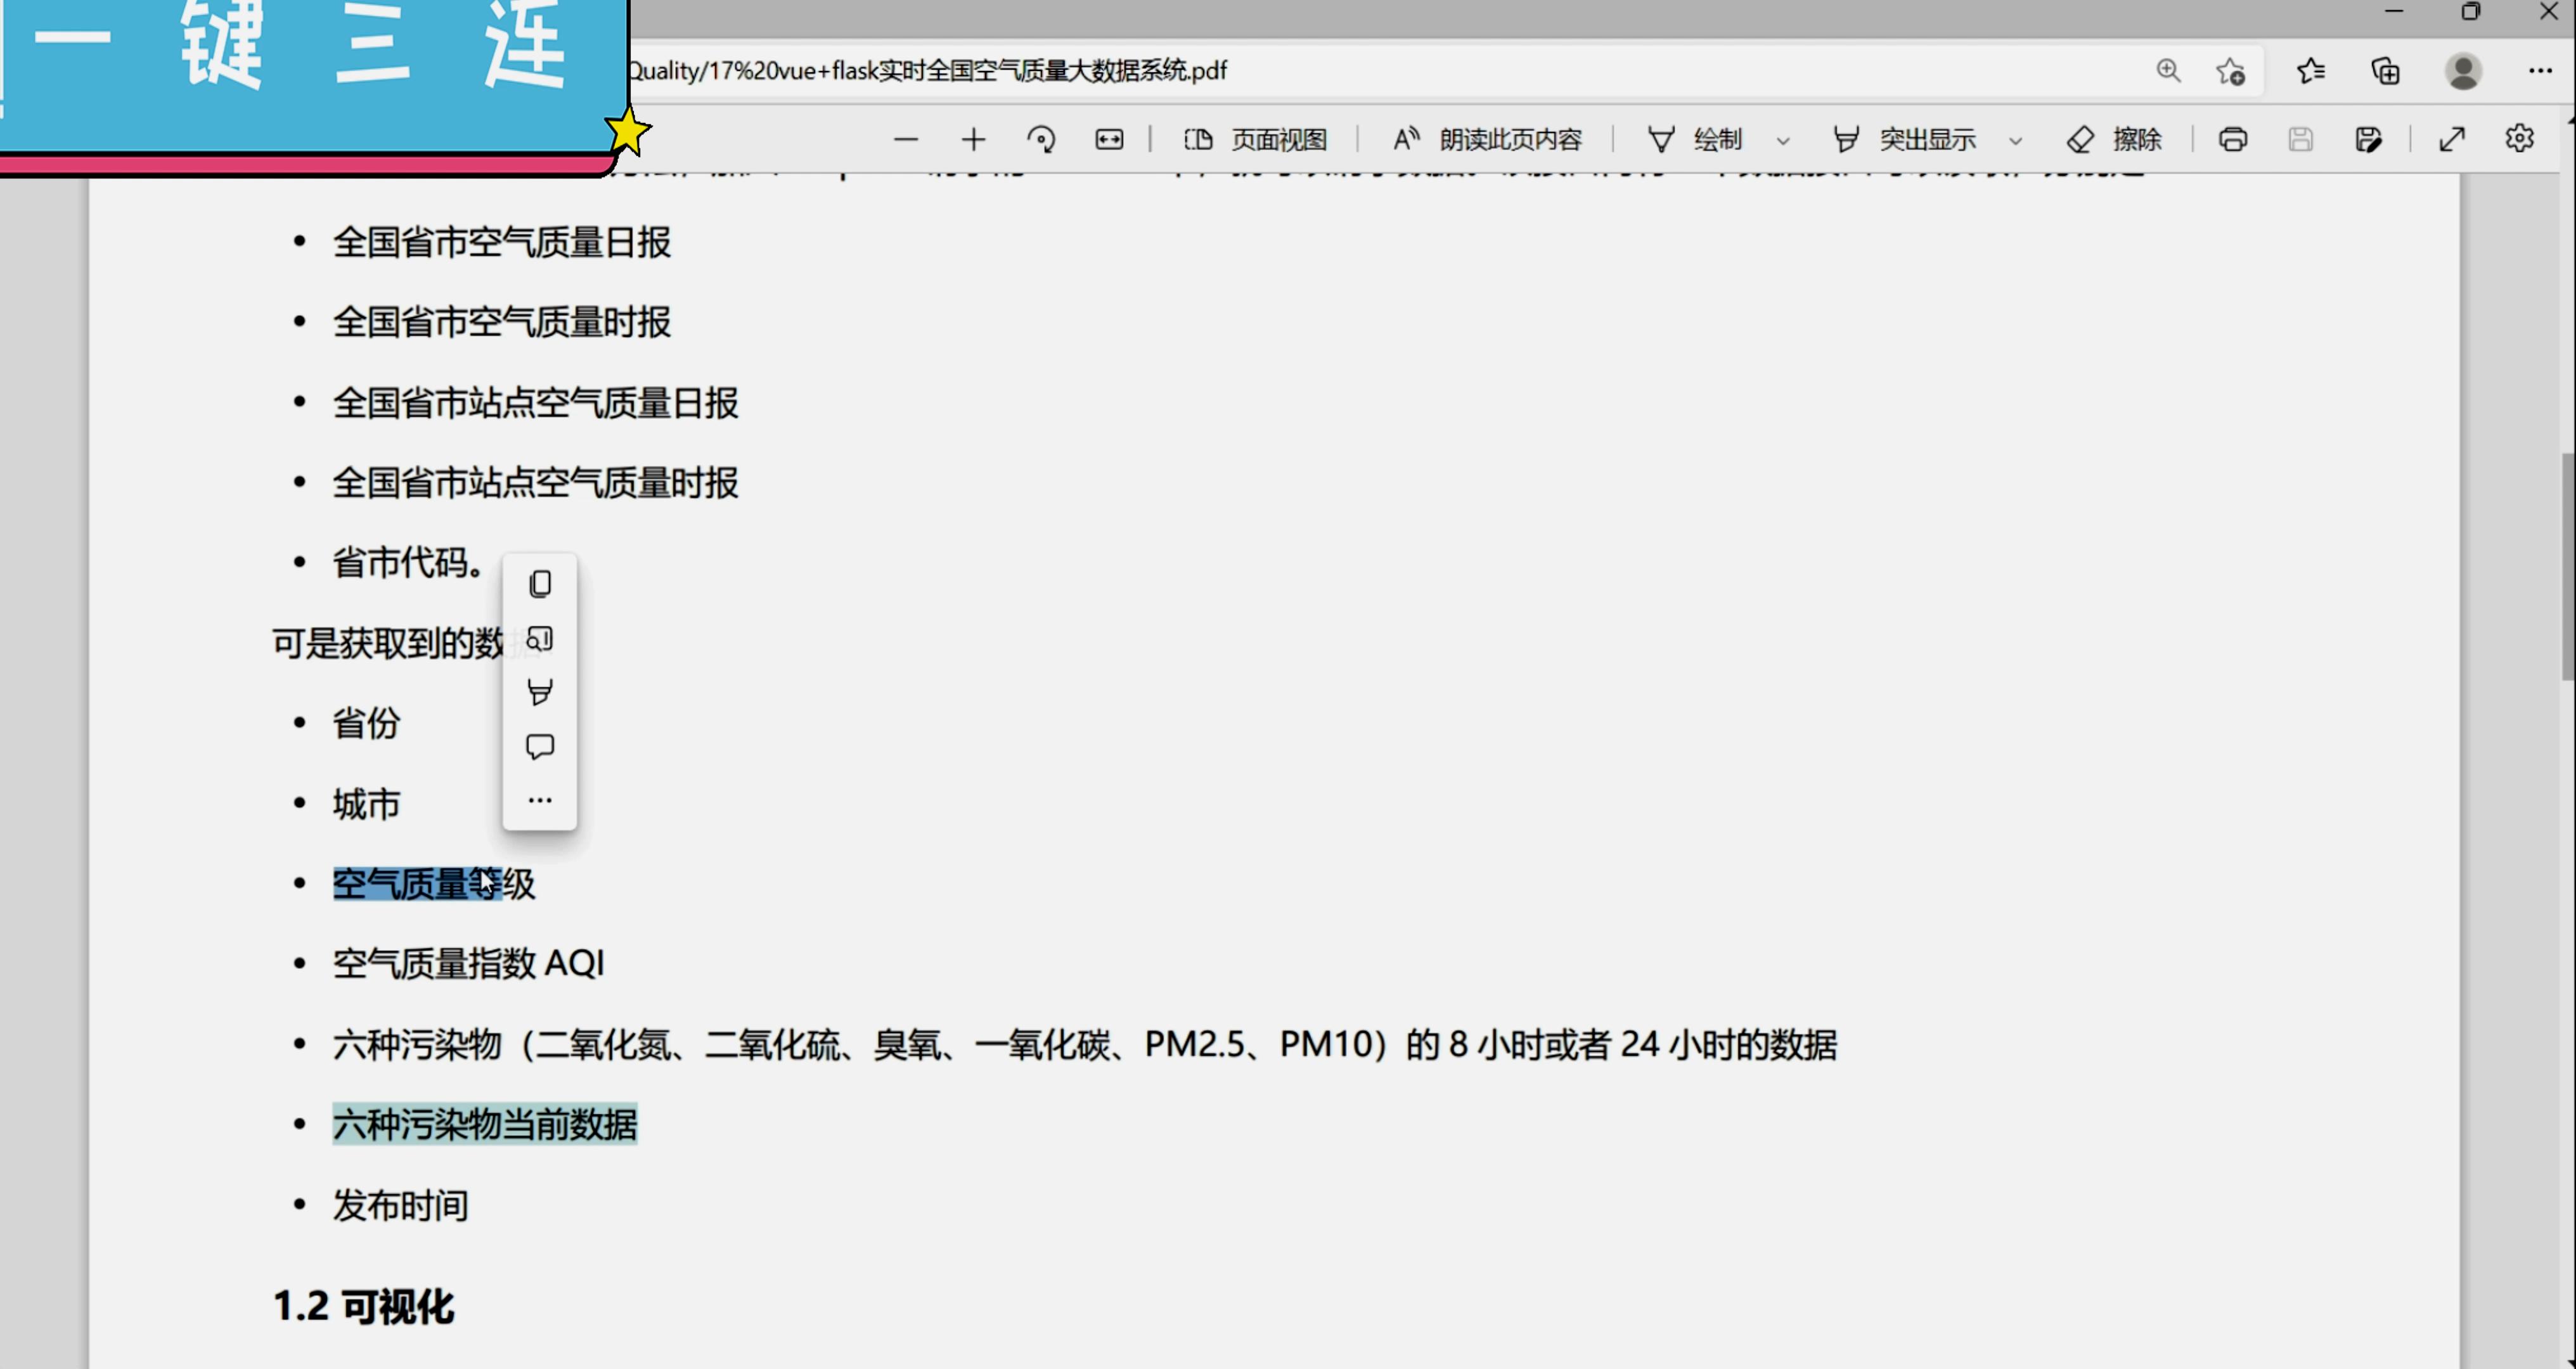 一键三连
Quality/17%20vue+flask实时全国空气质量大数据系统.pdf
页面视图 朗读此页内容 绘制 突出显示 擦除
• 全国省市空气质量日报
• 全国省市空气质量时报
• 全国省市站点空气质量日报
• 全国省市站点空气质量时报
• 省市代码。
可是获取到的数据
• 省份
• 城市
• 空气质量等级
• 空气质量指数 AQI
• 六种污染物（二氧化氮、二氧化硫、臭氧、一氧化碳、PM2.5、PM10）的 8 小时或者 24 小时的数据
• 六种污染物当前数据
• 发布时间
1.2 可视化